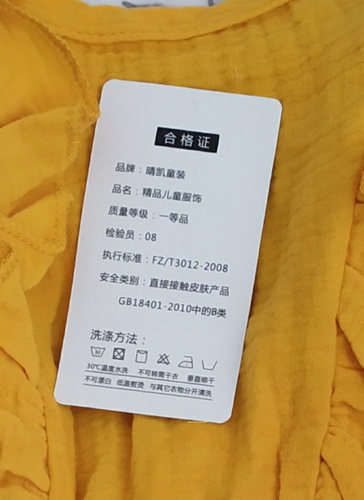 合格证
品牌：晴凯童装
品名：精品儿童服饰
质量等级：一等品
检验员：08
执行标准：FZ/T3012-2008
安全类别：直接接触皮肤产品
GB18401-2010中的B类
洗涤方法：
30℃温度水洗 不可转需干衣 垂直晾干
不可漂白 低温熨烫 与其它衣物分开清洗